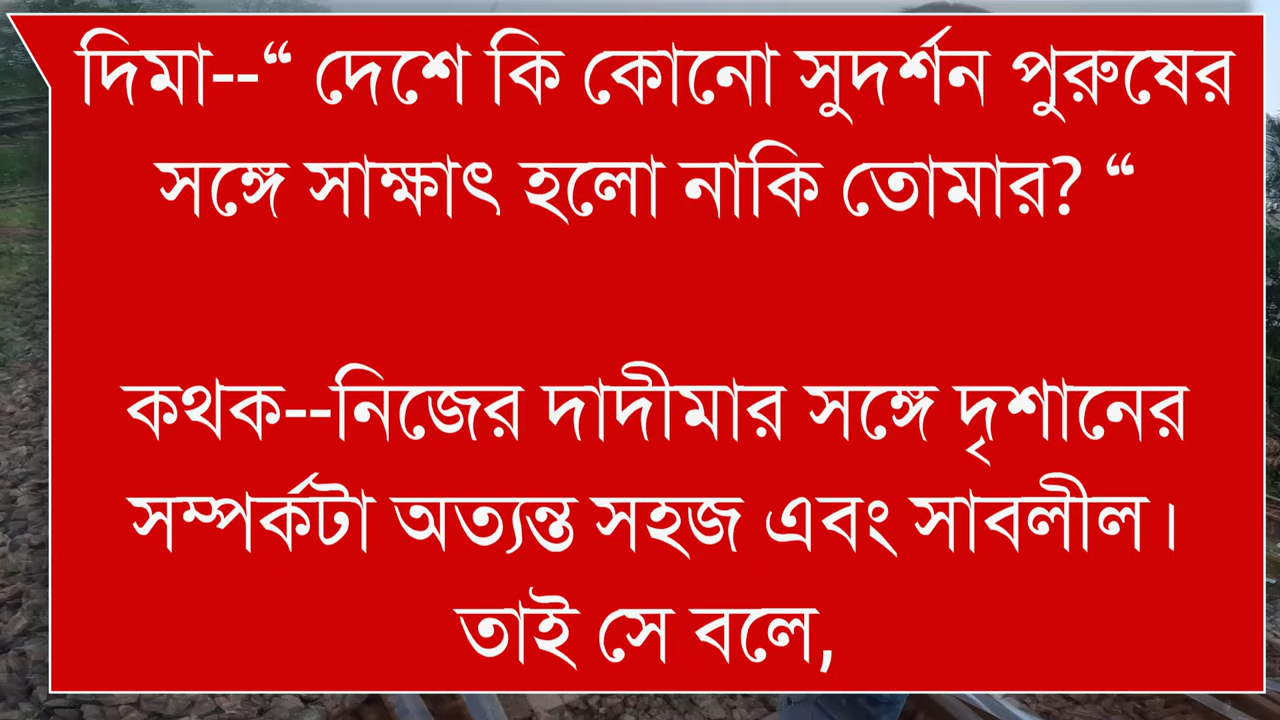 দিমা--“ দেশে কি কোনো সুদর্শন পুরুষের
সঙ্গে সাক্ষাৎ হলো নাকি তোমার? “
কথক--নিজের দাদীমার সঙ্গে দৃশানের
সম্পর্কটা অত্যন্ত সহজ এবং সাবলীল।
তাই সে বলে,